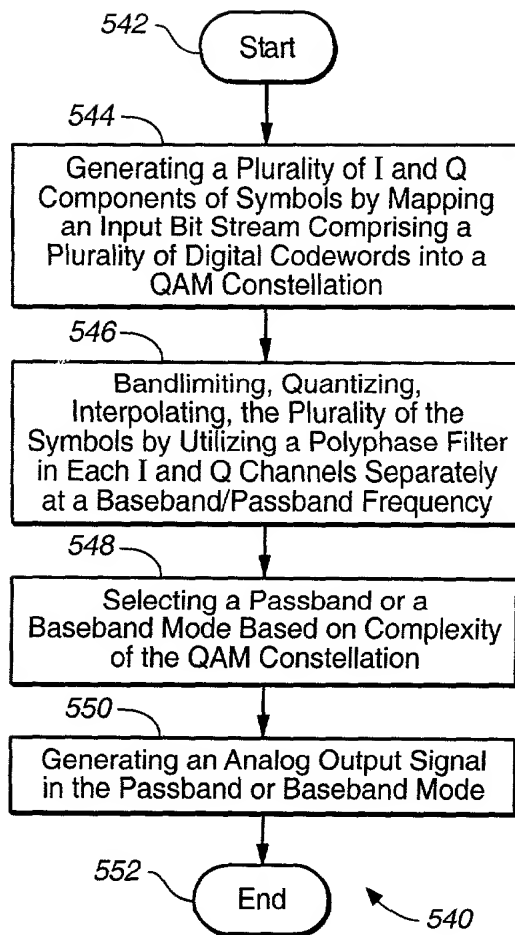 542
Start
544
Generating a Plurality of I and Q
Components of Symbols by Mapping
an Input Bit Stream Comprising a
Plurality of Digital Codewords into a
QAM Constellation
546
Bandlimiting, Quantizing,
Interpolating, the Plurality of the
Symbols by Utilizing a Polyphase Filter
in Each I and Q Channels Separately
at a Baseband/Passband Frequency
548
Selecting a Passband or a
Baseband Mode Based on Complexity
of the QAM Constellation
550
Generating an Analog Output Signal
in the Passband or Baseband Mode
552
End
540